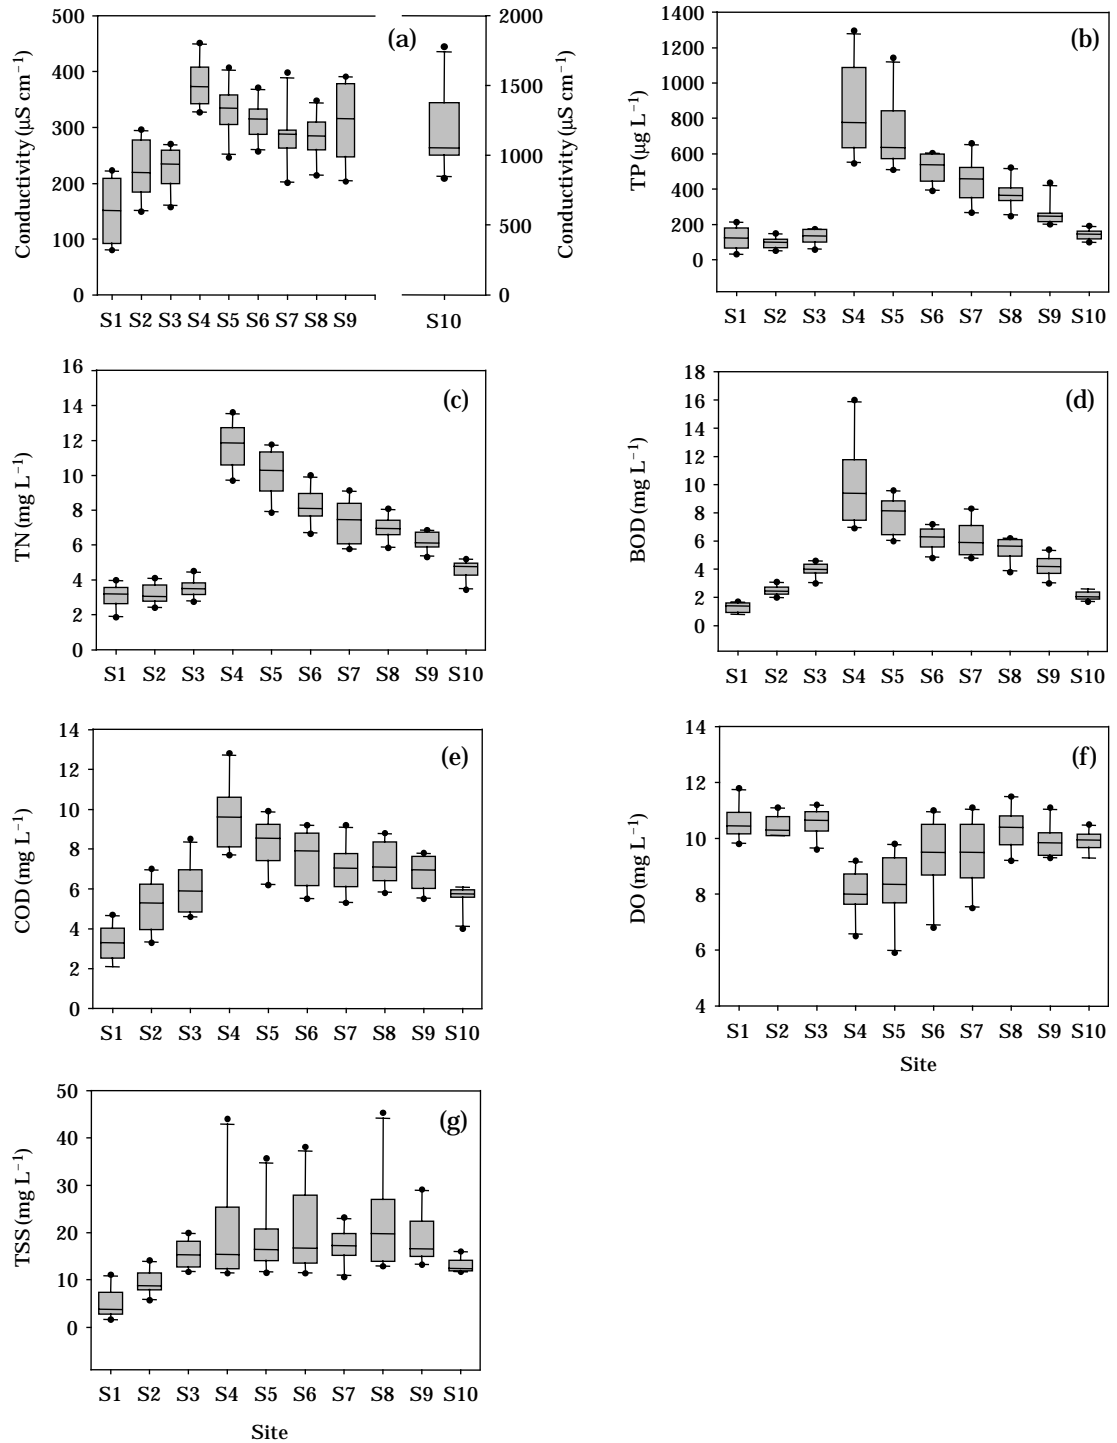 (a)
Conductivity (μS cm⁻¹)
500
400
300
200
100
0
S1 S2 S3 S4 S5 S6 S7 S8 S9 S10
2000
1500
1000
500
0
Conductivity (μS cm⁻¹)
(b)
TP (μg L⁻¹)
1400
1200
1000
800
600
400
200
0
S1 S2 S3 S4 S5 S6 S7 S8 S9 S10
(c)
TN (mg L⁻¹)
16
14
12
10
8
6
4
2
0
S1 S2 S3 S4 S5 S6 S7 S8 S9 S10
(d)
BOD (mg L⁻¹)
18
16
14
12
10
8
6
4
2
0
S1 S2 S3 S4 S5 S6 S7 S8 S9 S10
(e)
COD (mg L⁻¹)
14
12
10
8
6
4
2
0
S1 S2 S3 S4 S5 S6 S7 S8 S9 S10
(f)
DO (mg L⁻¹)
14
12
10
8
6
4
S1 S2 S3 S4 S5 S6 S7 S8 S9 S10
Site
(g)
TSS (mg L⁻¹)
50
40
30
20
10
0
S1 S2 S3 S4 S5 S6 S7 S8 S9 S10
Site